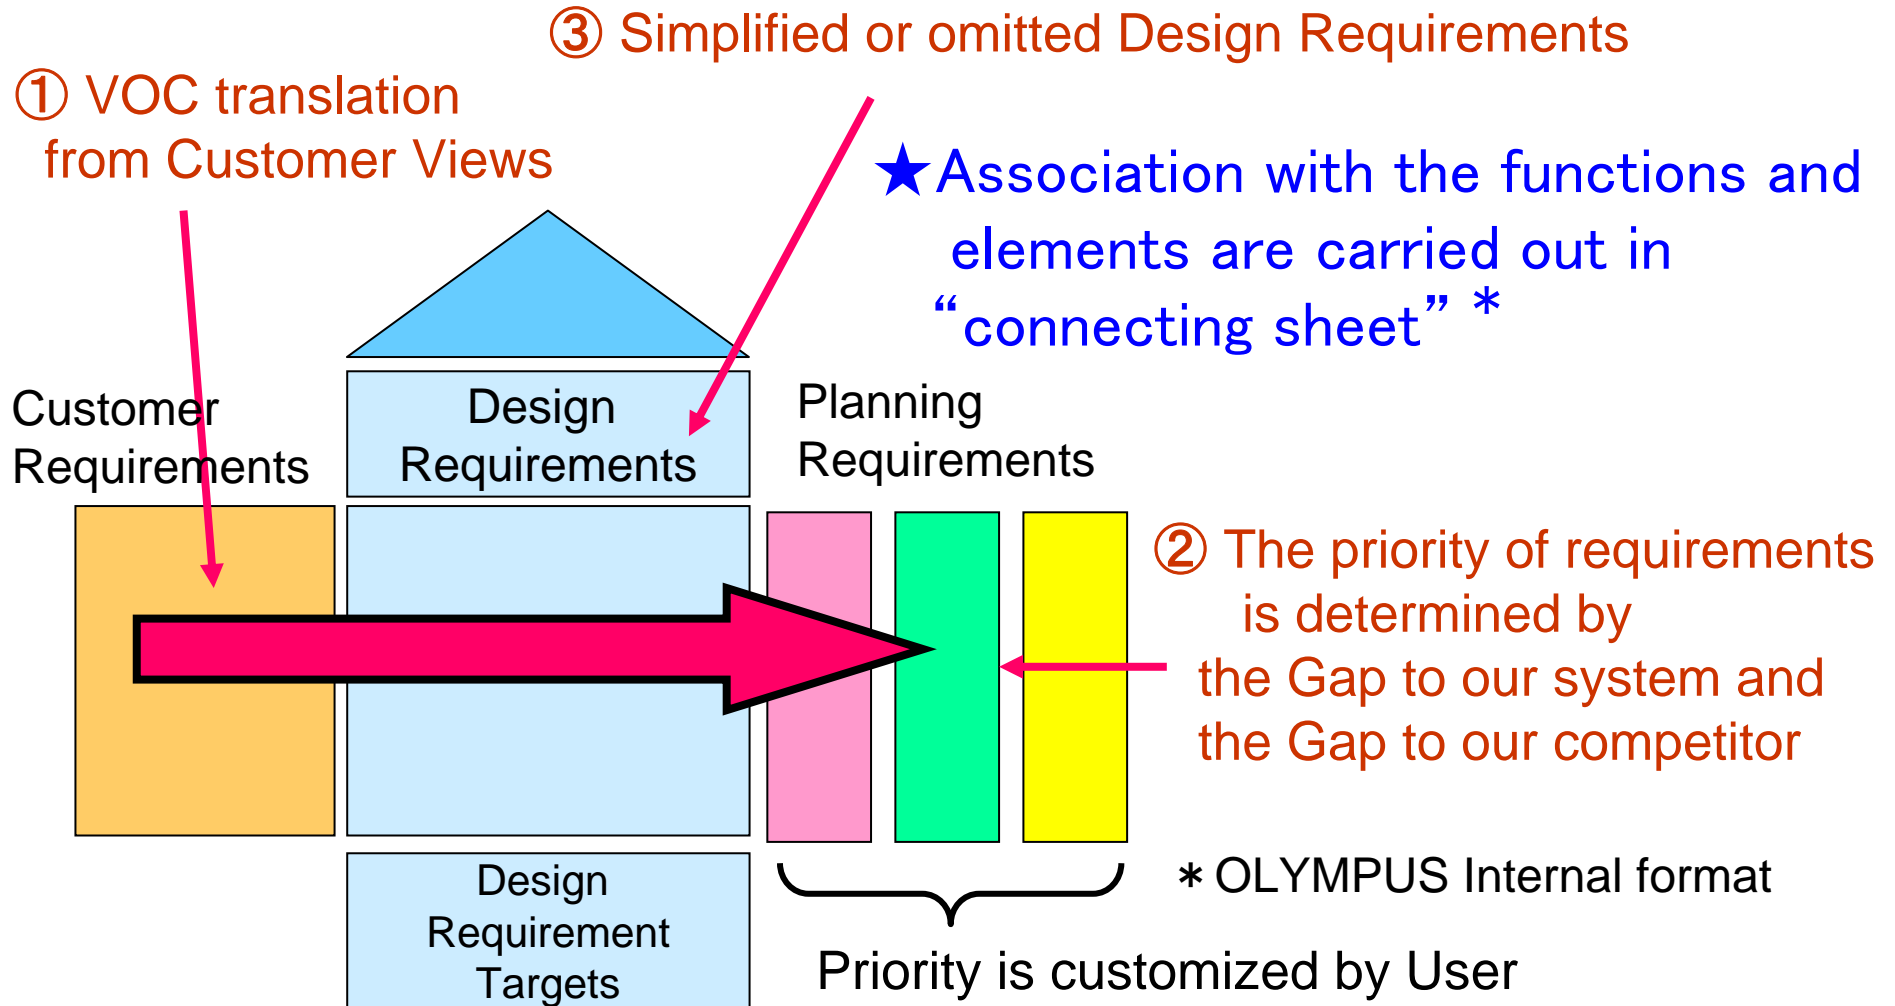 ③ Simplified or omitted Design Requirements
① VOC translation
from Customer Views
★Association with the functions and
elements are carried out in
“connecting sheet” *
Customer
Requirements
Design
Requirements
Planning
Requirements
② The priority of requirements
is determined by
the Gap to our system and
the Gap to our competitor
* OLYMPUS Internal format
Design
Requirement
Targets
Priority is customized by User